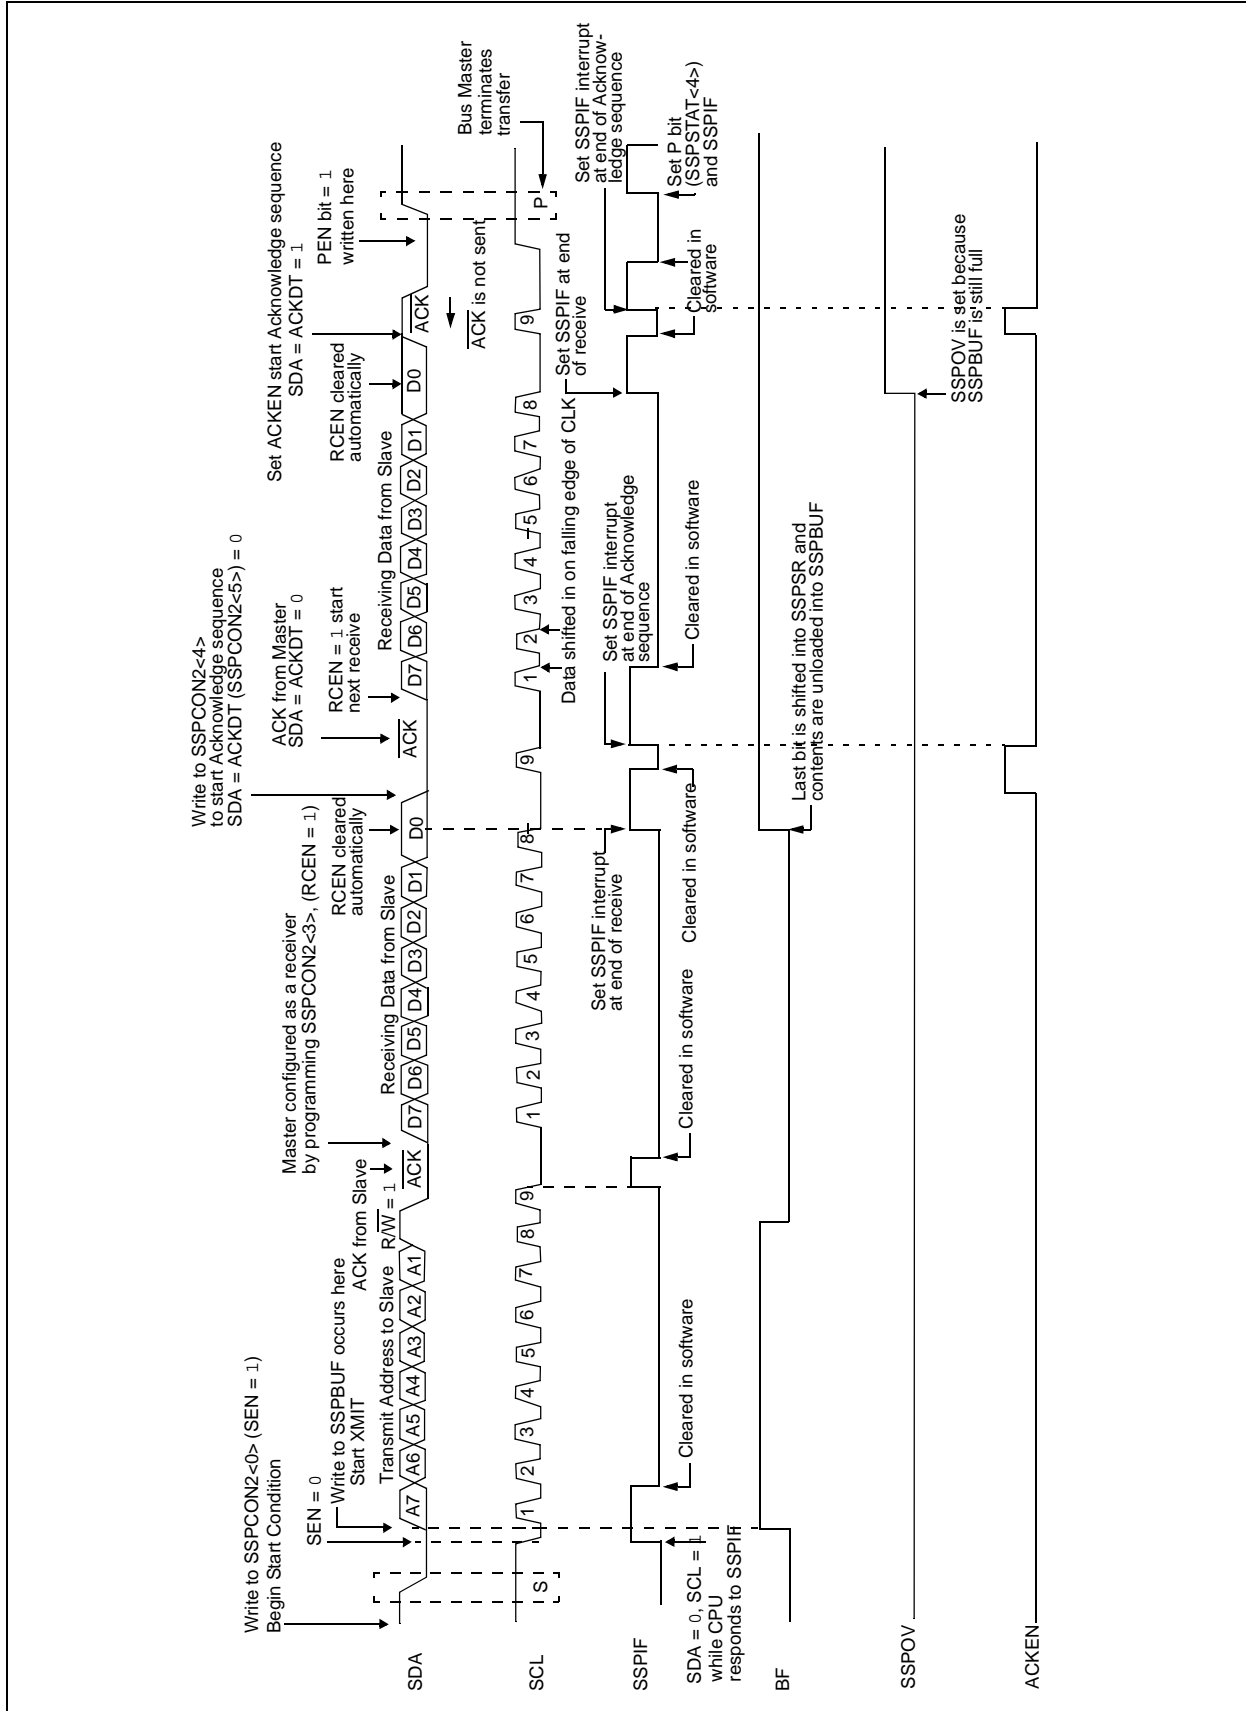 Write to SSPCON2<0> (SEN = 1)
Begin Start Condition
SEN = 0
Write to SSPBUF occurs here
Start XMIT
ACK from Slave
Master configured as a receiver
by programming SSPCON2<3>, (RCEN = 1)
RCEN cleared
automatically
Write to SSPCON2<4>
to start Acknowledge sequence
SDA = ACKDT (SSPCON2<5>) = 0
ACK from Master
SDA = ACKDT = 0
RCEN = 1 start
next receive
RCEN cleared
automatically
Set ACKEN start Acknowledge sequence
SDA = ACKDT = 1
PEN bit = 1
written here
Transmit Address to Slave
R/W = 1
Receiving Data from Slave
Receiving Data from Slave
SDA
A7 A6 A5 A4 A3 A2 A1
ACK
D7 D6 D5 D4 D3 D2 D1 D0
ACK
D7 D6 D5 D4 D3 D2 D1 D0
ACK
ACK is not sent
Bus Master
terminates
transfer
SCL
S
1 2 3 4 5 6 7 8 9
1 2 3 4 5 6 7 8
9
1 2 3 4 5 6 7 8
9
P
Data shifted in on falling edge of CLK
Set SSPIF interrupt
at end of receive
Set SSPIF interrupt
at end of Acknowledge
sequence
Set SSPIF at end
of receive
Set SSPIF interrupt
at end of Acknow-
ledge sequence
SSPIF
SDA = 0, SCL = 1
while CPU
responds to SSPIF
Cleared in software
Cleared in software
Cleared in software
Cleared in software
Cleared in
software
Set P bit
(SSPSTAT<4>)
and SSPIF
BF
Last bit is shifted into SSPSR and
contents are unloaded into SSPBUF
SSPOV
SSPOV is set because
SSPBUF is still full
ACKEN